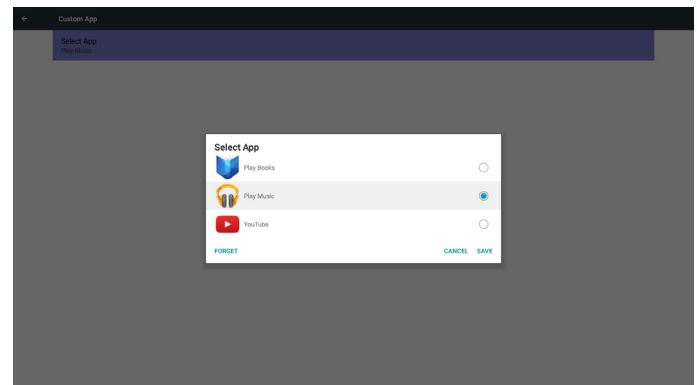 Custom App
Select App
Play Music
Select App
Play Books
Play Music
YouTube
FORGET
CANCEL
SAVE